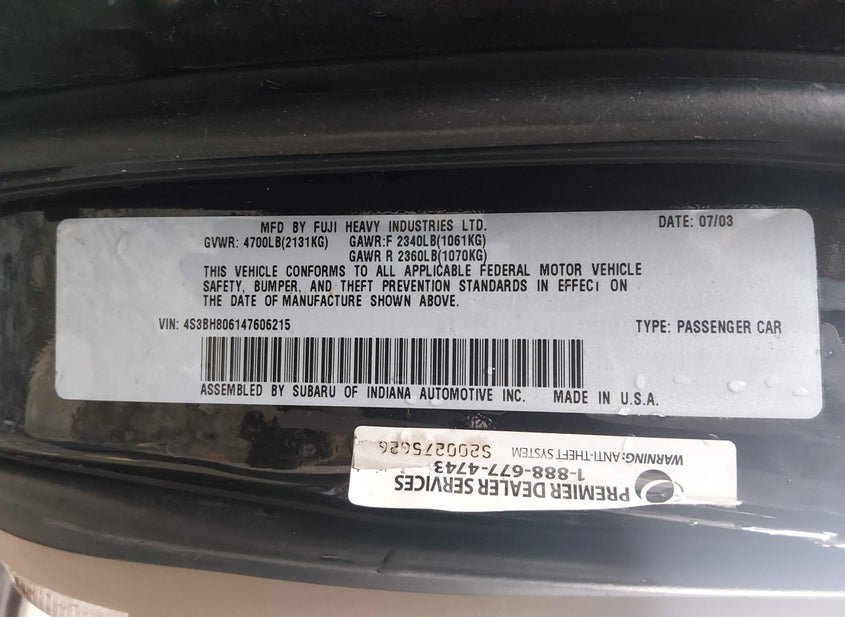 MFD BY FUJI HEAVY INDUSTRIES LTD. DATE: 07/03
GVWR: 4700LB(2131KG) GAWR:F 2340LB(1061KG)
GAWR R 2360LB(1070KG)
THIS VEHICLE CONFORMS TO ALL APPLICABLE FEDERAL MOTOR VEHICLE
SAFETY, BUMPER, AND THEFT PREVENTION STANDARDS IN EFFECT ON
THE DATE OF MANUFACTURE SHOWN ABOVE.
VIN: 4S3BH806147606215 TYPE: PASSENGER CAR
ASSEMBLED BY SUBARU OF INDIANA AUTOMOTIVE INC. MADE IN U.S.A.
PREMIER DEALER SERVICES
1-888-677-4743
WARNING: ANTI-THEFT SYSTEM
S200275626